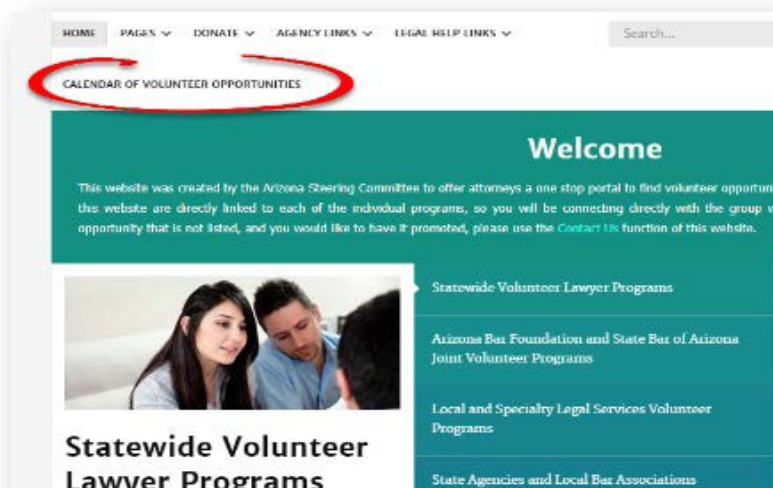 HOME PAGES DONATE AGENCY LINKS LEGAL HELP LINKS Search...
CALENDAR OF VOLUNTEER OPPORTUNITIES
Welcome
This website was created by the Arizona Steering Committee to offer attorneys a one stop portal to find volunteer opportun
this website are directly linked to each of the individual programs, so you will be connecting directly with the group
opportunity that is not listed, and you would like to have it promoted, please use the Contact Us function of this website.
Statewide Volunteer Lawyer Programs
Arizona Bar Foundation and State Bar of Arizona
Joint Volunteer Programs
Local and Specialty Legal Services Volunteer
Programs
State Agencies and Local Bar Associations
Statewide Volunteer
Lawyer Programs